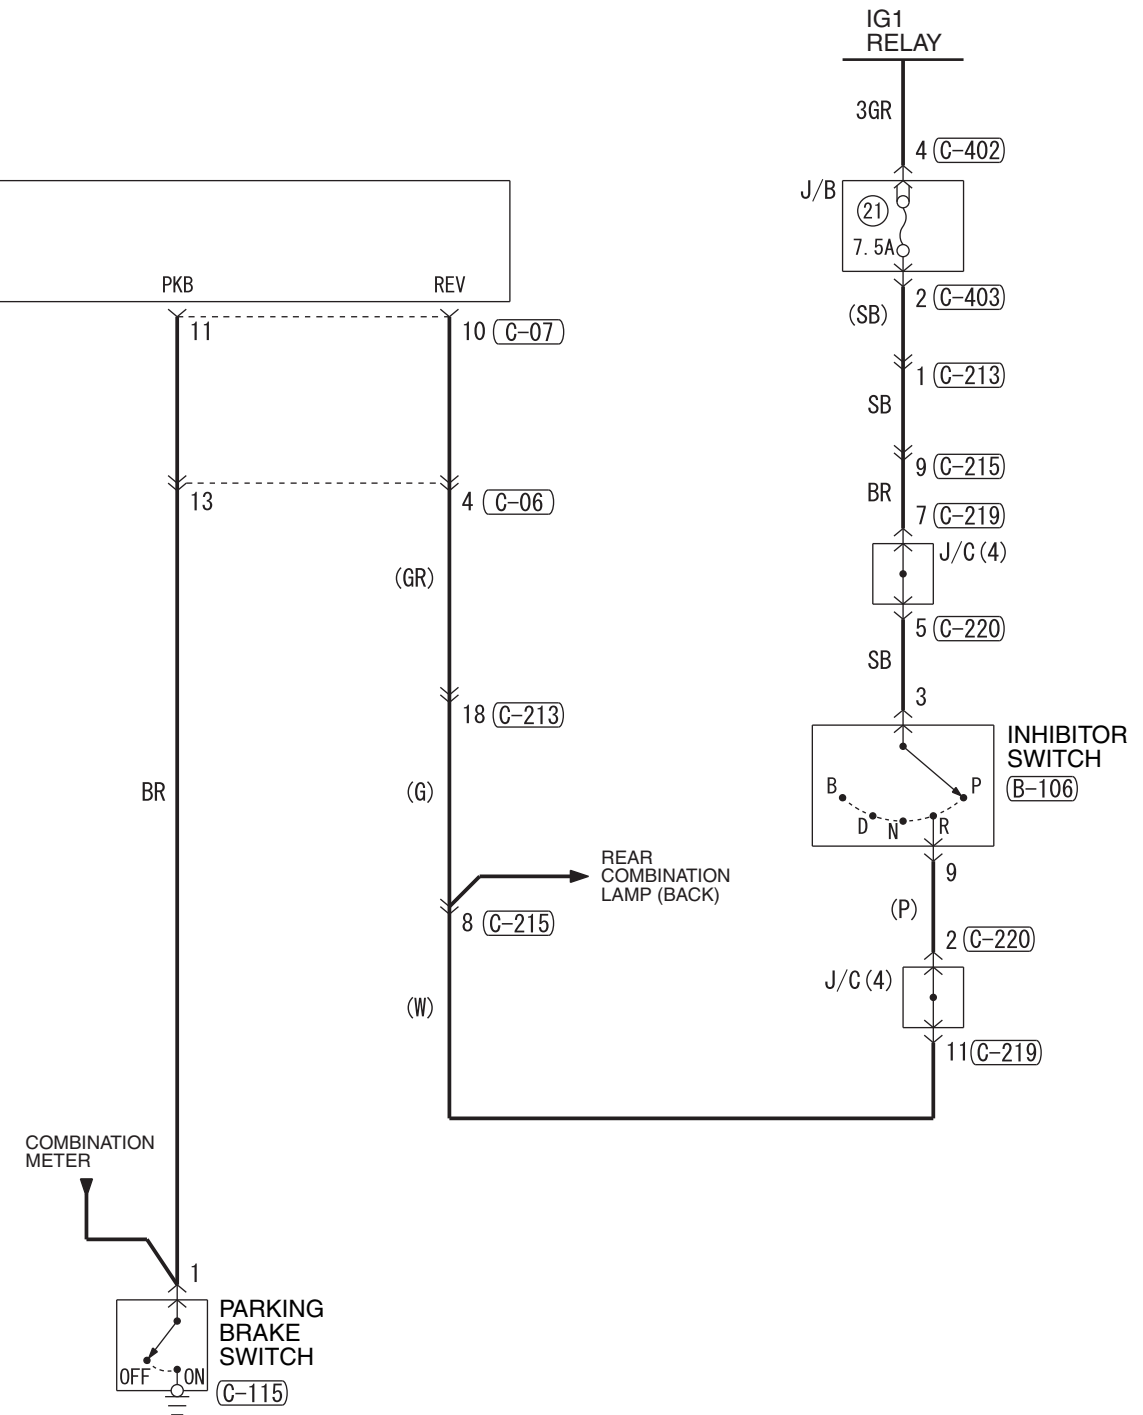 IG1
RELAY
3GR
4 C-402
J/B
21
7.5A
PKB
REV
2 C-403
(SB)
11
10 C-07
1 C-213
SB
9 C-215
BR
13
4 C-06
7 C-219
J/C(4)
(GR)
5 C-220
SB
3
18 C-213
INHIBITOR
SWITCH
B-106
BR
(G)
B
P
D
N
R
REAR
COMBINATION
LAMP (BACK)
9
(P)
8 C-215
2 C-220
J/C(4)
(W)
11 C-219
COMBINATION
METER
1
PARKING
BRAKE
SWITCH
OFF
ON
C-115